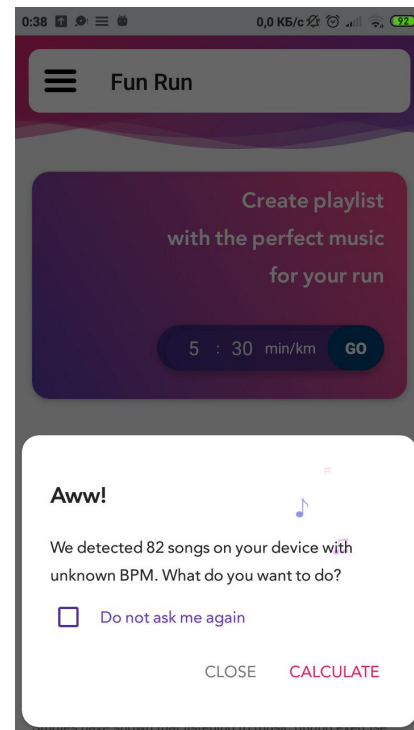 0:38 0,0 КБ/с 92
Fun Run
Create playlist
with the perfect music
for your run
5 : 30 min/km GO
Aww!
We detected 82 songs on your device with
unknown BPM. What do you want to do?
Do not ask me again
CLOSE CALCULATE